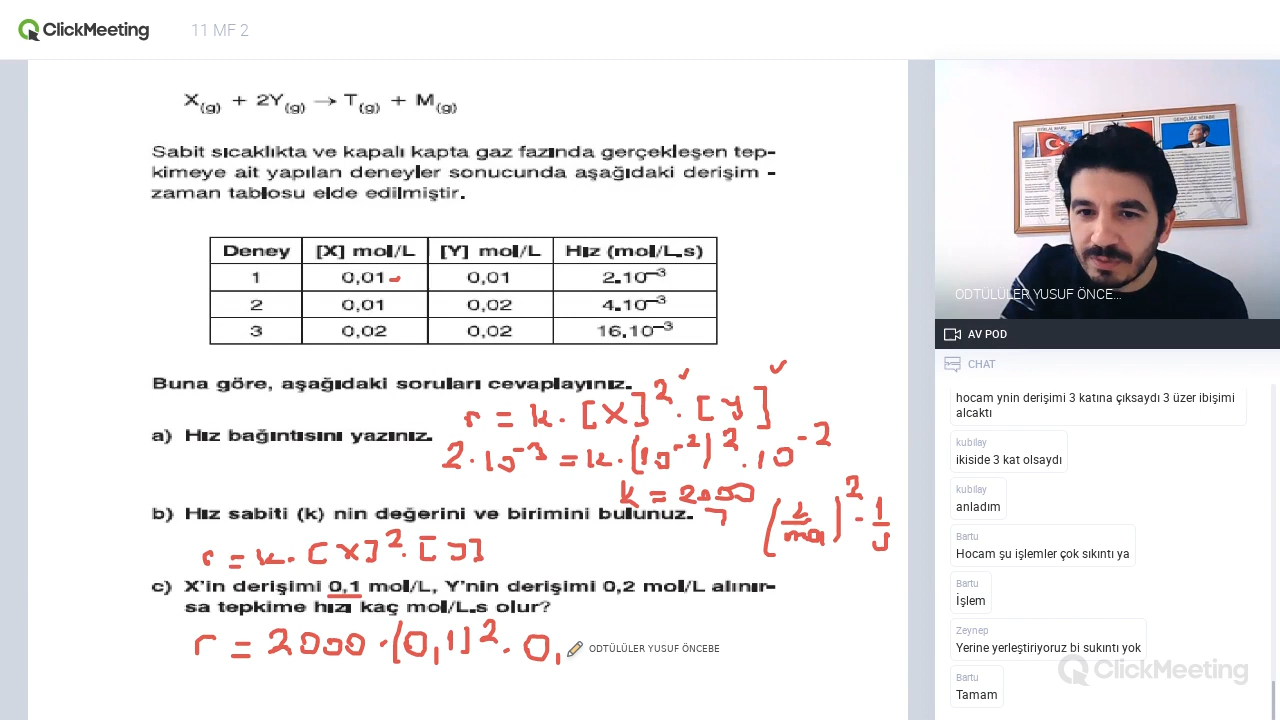 ClickMeeting 11 MF 2
X(g) + 2Y(g) → T(g) + M(g)
Sabit sıcaklıkta ve kapalı kapta gaz fazında gerçekleşen tep-
kimeye ait yapılan deneyler sonucunda aşağıdaki derişim -
zaman tablosu elde edilmiştir.
Deney [X] mol/L [Y] mol/L Hız (mol/L.s)
1 0,01 0,01 2.10⁻³
2 0,01 0,02 4.10⁻³
3 0,02 0,02 16.10⁻³
Buna göre, aşağıdaki soruları cevaplayınız.
r = k . [X]² . [Y]
a) Hız bağıntısını yazınız.
2 . 10⁻³ = k . (10⁻²)² . 10⁻²
k = 2000
b) Hız sabiti (k) nin değerini ve birimini bulunuz.
(L/mol)² . 1/s
r = k . [X]² . [Y]
c) X’in derişimi 0,1 mol/L, Y’nin derişimi 0,2 mol/L alınır-
sa tepkime hızı kaç mol/L.s olur?
r = 2000 . (0,1)² . 0,
ODTÜLÜLER YUSUF ÖNCEBE
ODTÜLÜLER YUSUF ÖNCE...
AV POD
CHAT
hocam ynin derişimi 3 katına çıksaydı 3 üzer ibişimi
alcaktı
kubilay
ikiside 3 kat olsaydı
kubilay
anladım
Bartu
Hocam şu işlemler çok sıkıntı ya
Bartu
İşlem
Zeynep
Yerine yerleştiriyoruz bi sukıntı yok
Bartu
Tamam
ClickMeeting